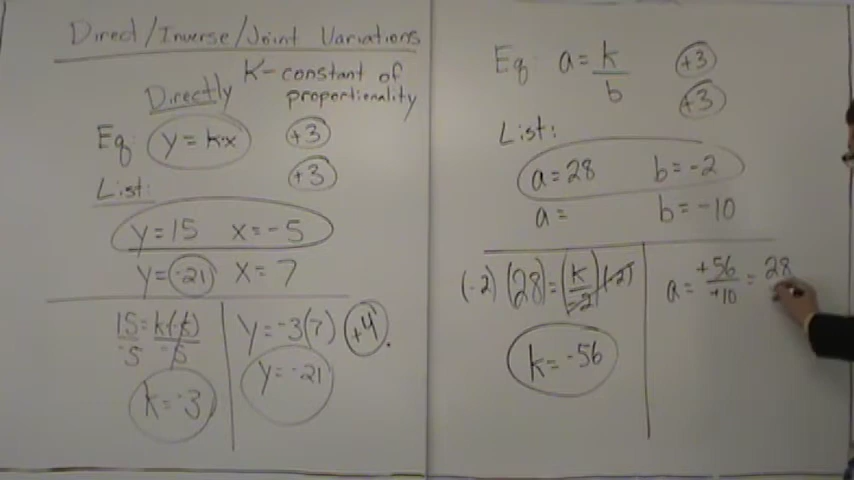 Direct/Inverse/Joint Variations
K-constant of
proportionality
Directly
Eq: y = k·x +3
List: +3
y = 15 x = -5
y = -21 x = 7
15 = k(-5)
-5 -5
k = -3
y = -3(7) +4
y = -21
Eq: a = k/b +3
+3
List:
a = 28 b = -2
a = b = -10
(-2)(28) = (k/-2)(-2)
k = -56
a = +56/+10 = 28